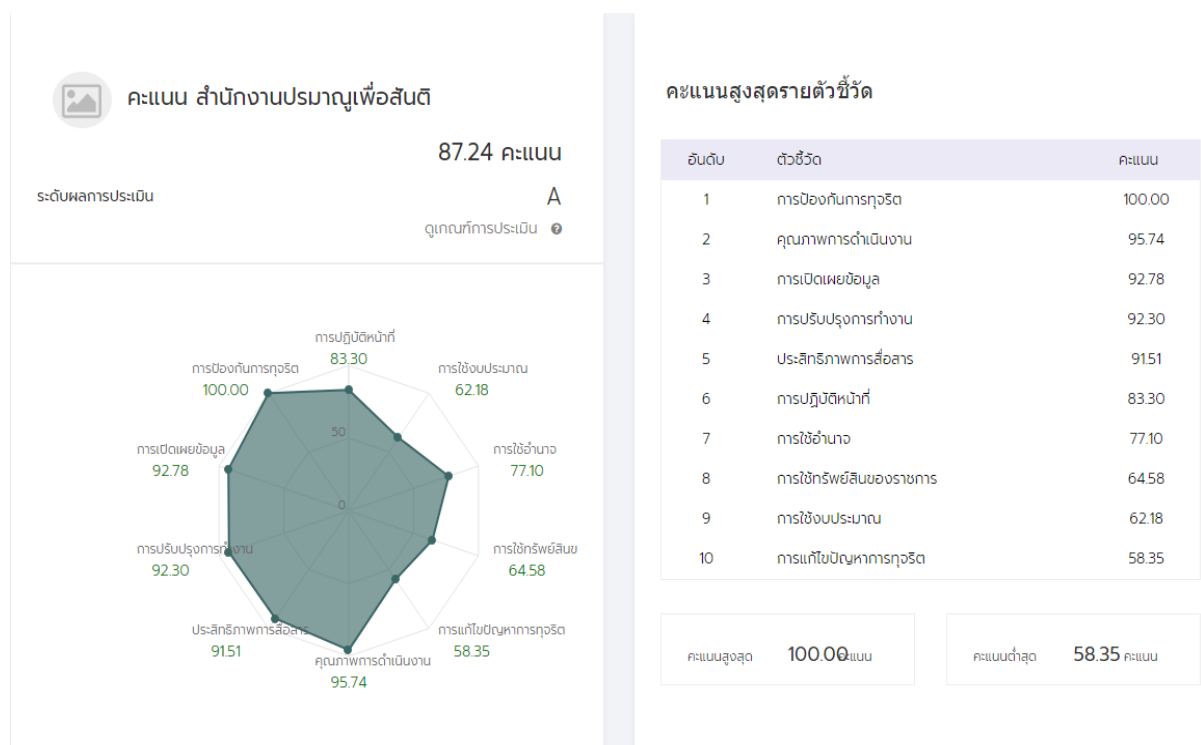 คะแนน สำนักงานปรมาณูเพื่อสันติ
87.24 คะแนน
ระดับผลการประเมิน A
ดูเกณฑ์การประเมิน
การปฏิบัติหน้าที่
83.30
การป้องกันการทุจริต
100.00
การใช้งบประมาณ
62.18
50
การเปิดเผยข้อมูล
92.78
การใช้อำนาจ
77.10
0
การปรับปรุงการทำงาน
92.30
การใช้ทรัพย์สินข
64.58
ประสิทธิภาพการสื่อสาร
91.51
การแก้ไขปัญหาการทุจริต
58.35
คุณภาพการดำเนินงาน
95.74
คะแนนสูงสุดรายตัวชี้วัด
อันดับ ตัวชี้วัด คะแนน
1 การป้องกันการทุจริต 100.00
2 คุณภาพการดำเนินงาน 95.74
3 การเปิดเผยข้อมูล 92.78
4 การปรับปรุงการทำงาน 92.30
5 ประสิทธิภาพการสื่อสาร 91.51
6 การปฏิบัติหน้าที่ 83.30
7 การใช้อำนาจ 77.10
8 การใช้ทรัพย์สินของราชการ 64.58
9 การใช้งบประมาณ 62.18
10 การแก้ไขปัญหาการทุจริต 58.35
คะแนนสูงสุด 100.00 คะแนน
คะแนนต่ำสุด 58.35 คะแนน